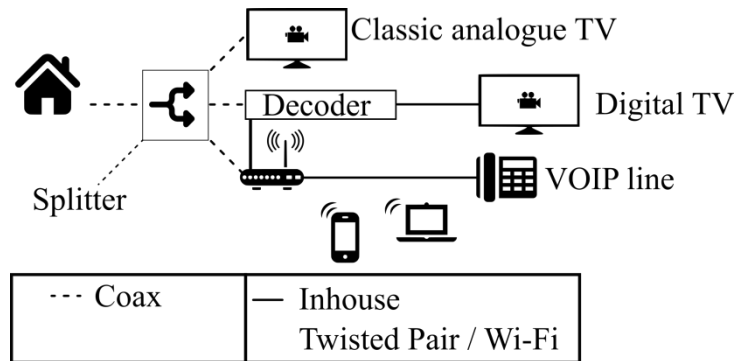 Classic analogue TV
Decoder
Digital TV
Splitter
VOIP line
--- Coax
— Inhouse
Twisted Pair / Wi-Fi